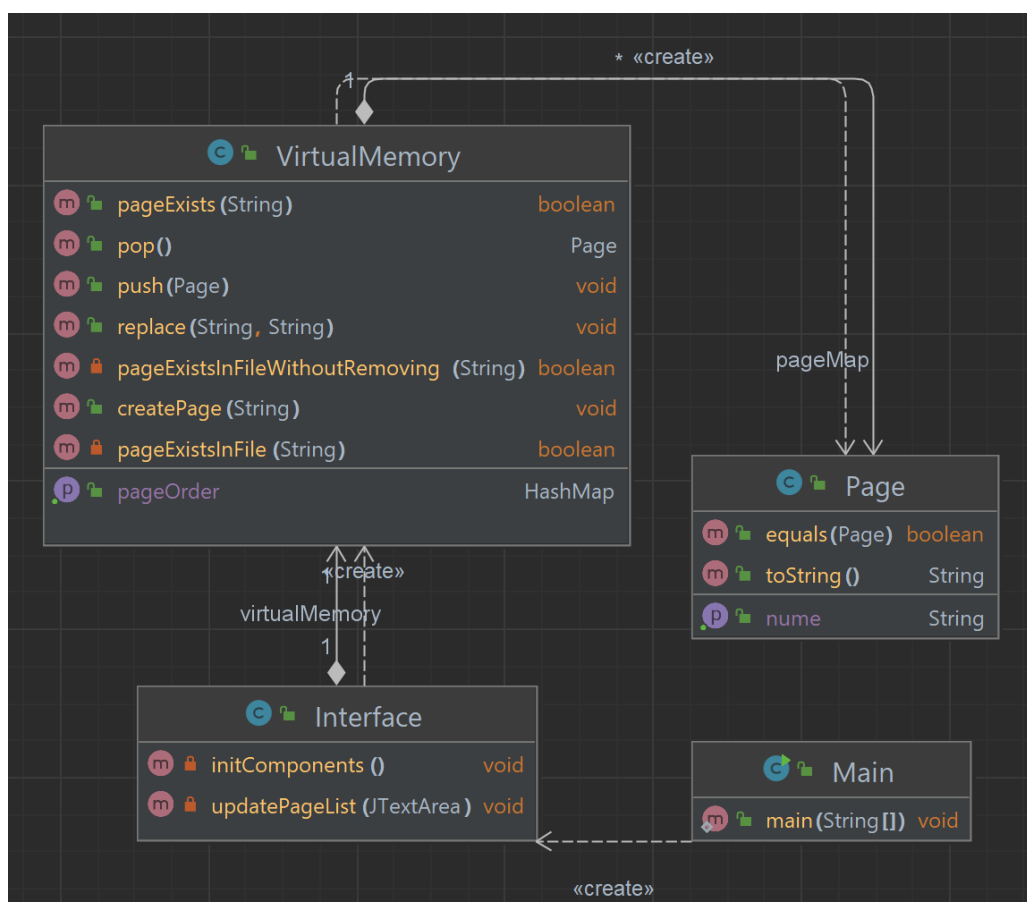 * «create»
1
C VirtualMemory
m pageExists(String) boolean
m pop() Page
m push(Page) void
m replace(String, String) void
m pageExistsInFileWithoutRemoving (String) boolean
m createPage(String) void
m pageExistsInFile (String) boolean
p pageOrder HashMap
pageMap
C Page
m equals(Page) boolean
m toString() String
p nume String
1
«create»
virtualMemory
1
C Interface
m initComponents () void
m updatePageList (JTextArea) void
C Main
m main(String[]) void
«create»